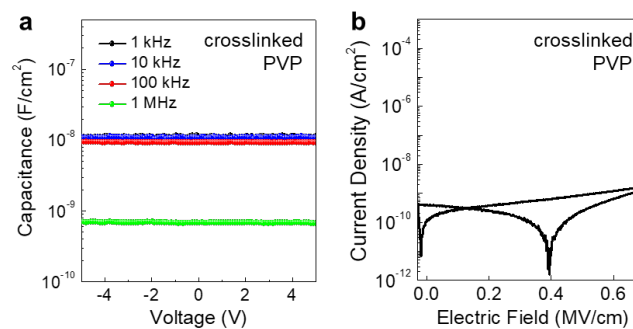 a
1 kHz
10 kHz
100 kHz
1 MHz
crosslinked
PVP
10⁻⁷
10⁻⁸
10⁻⁹
10⁻¹⁰
Capacitance (F/cm²)
-4 -2 0 2 4
Voltage (V)
b
crosslinked
PVP
10⁻⁴
10⁻⁶
10⁻⁸
10⁻¹⁰
10⁻¹²
Current Density (A/cm²)
-0.0 0.2 0.4 0.6
Electric Field (MV/cm)